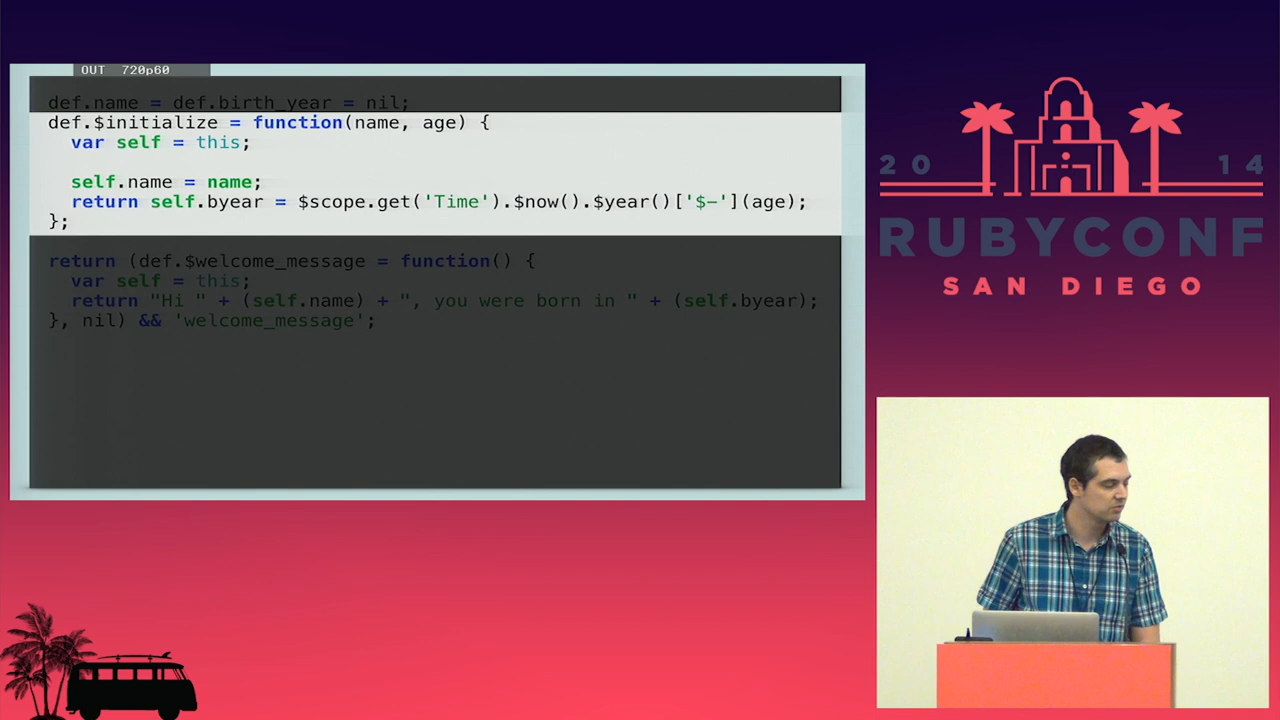 OUT 720p60
def.name = def.birth_year = nil;
def.$initialize = function(name, age) {
var self = this;
self.name = name;
return self.byear = $scope.get('Time').$now().$year()['$-'](age);
};
return (def.$welcome_message = function() {
var self = this;
return "Hi " + (self.name) + ", you were born in " + (self.byear);
}, nil) && 'welcome_message';
20 14
RUBYCONF
SAN DIEGO